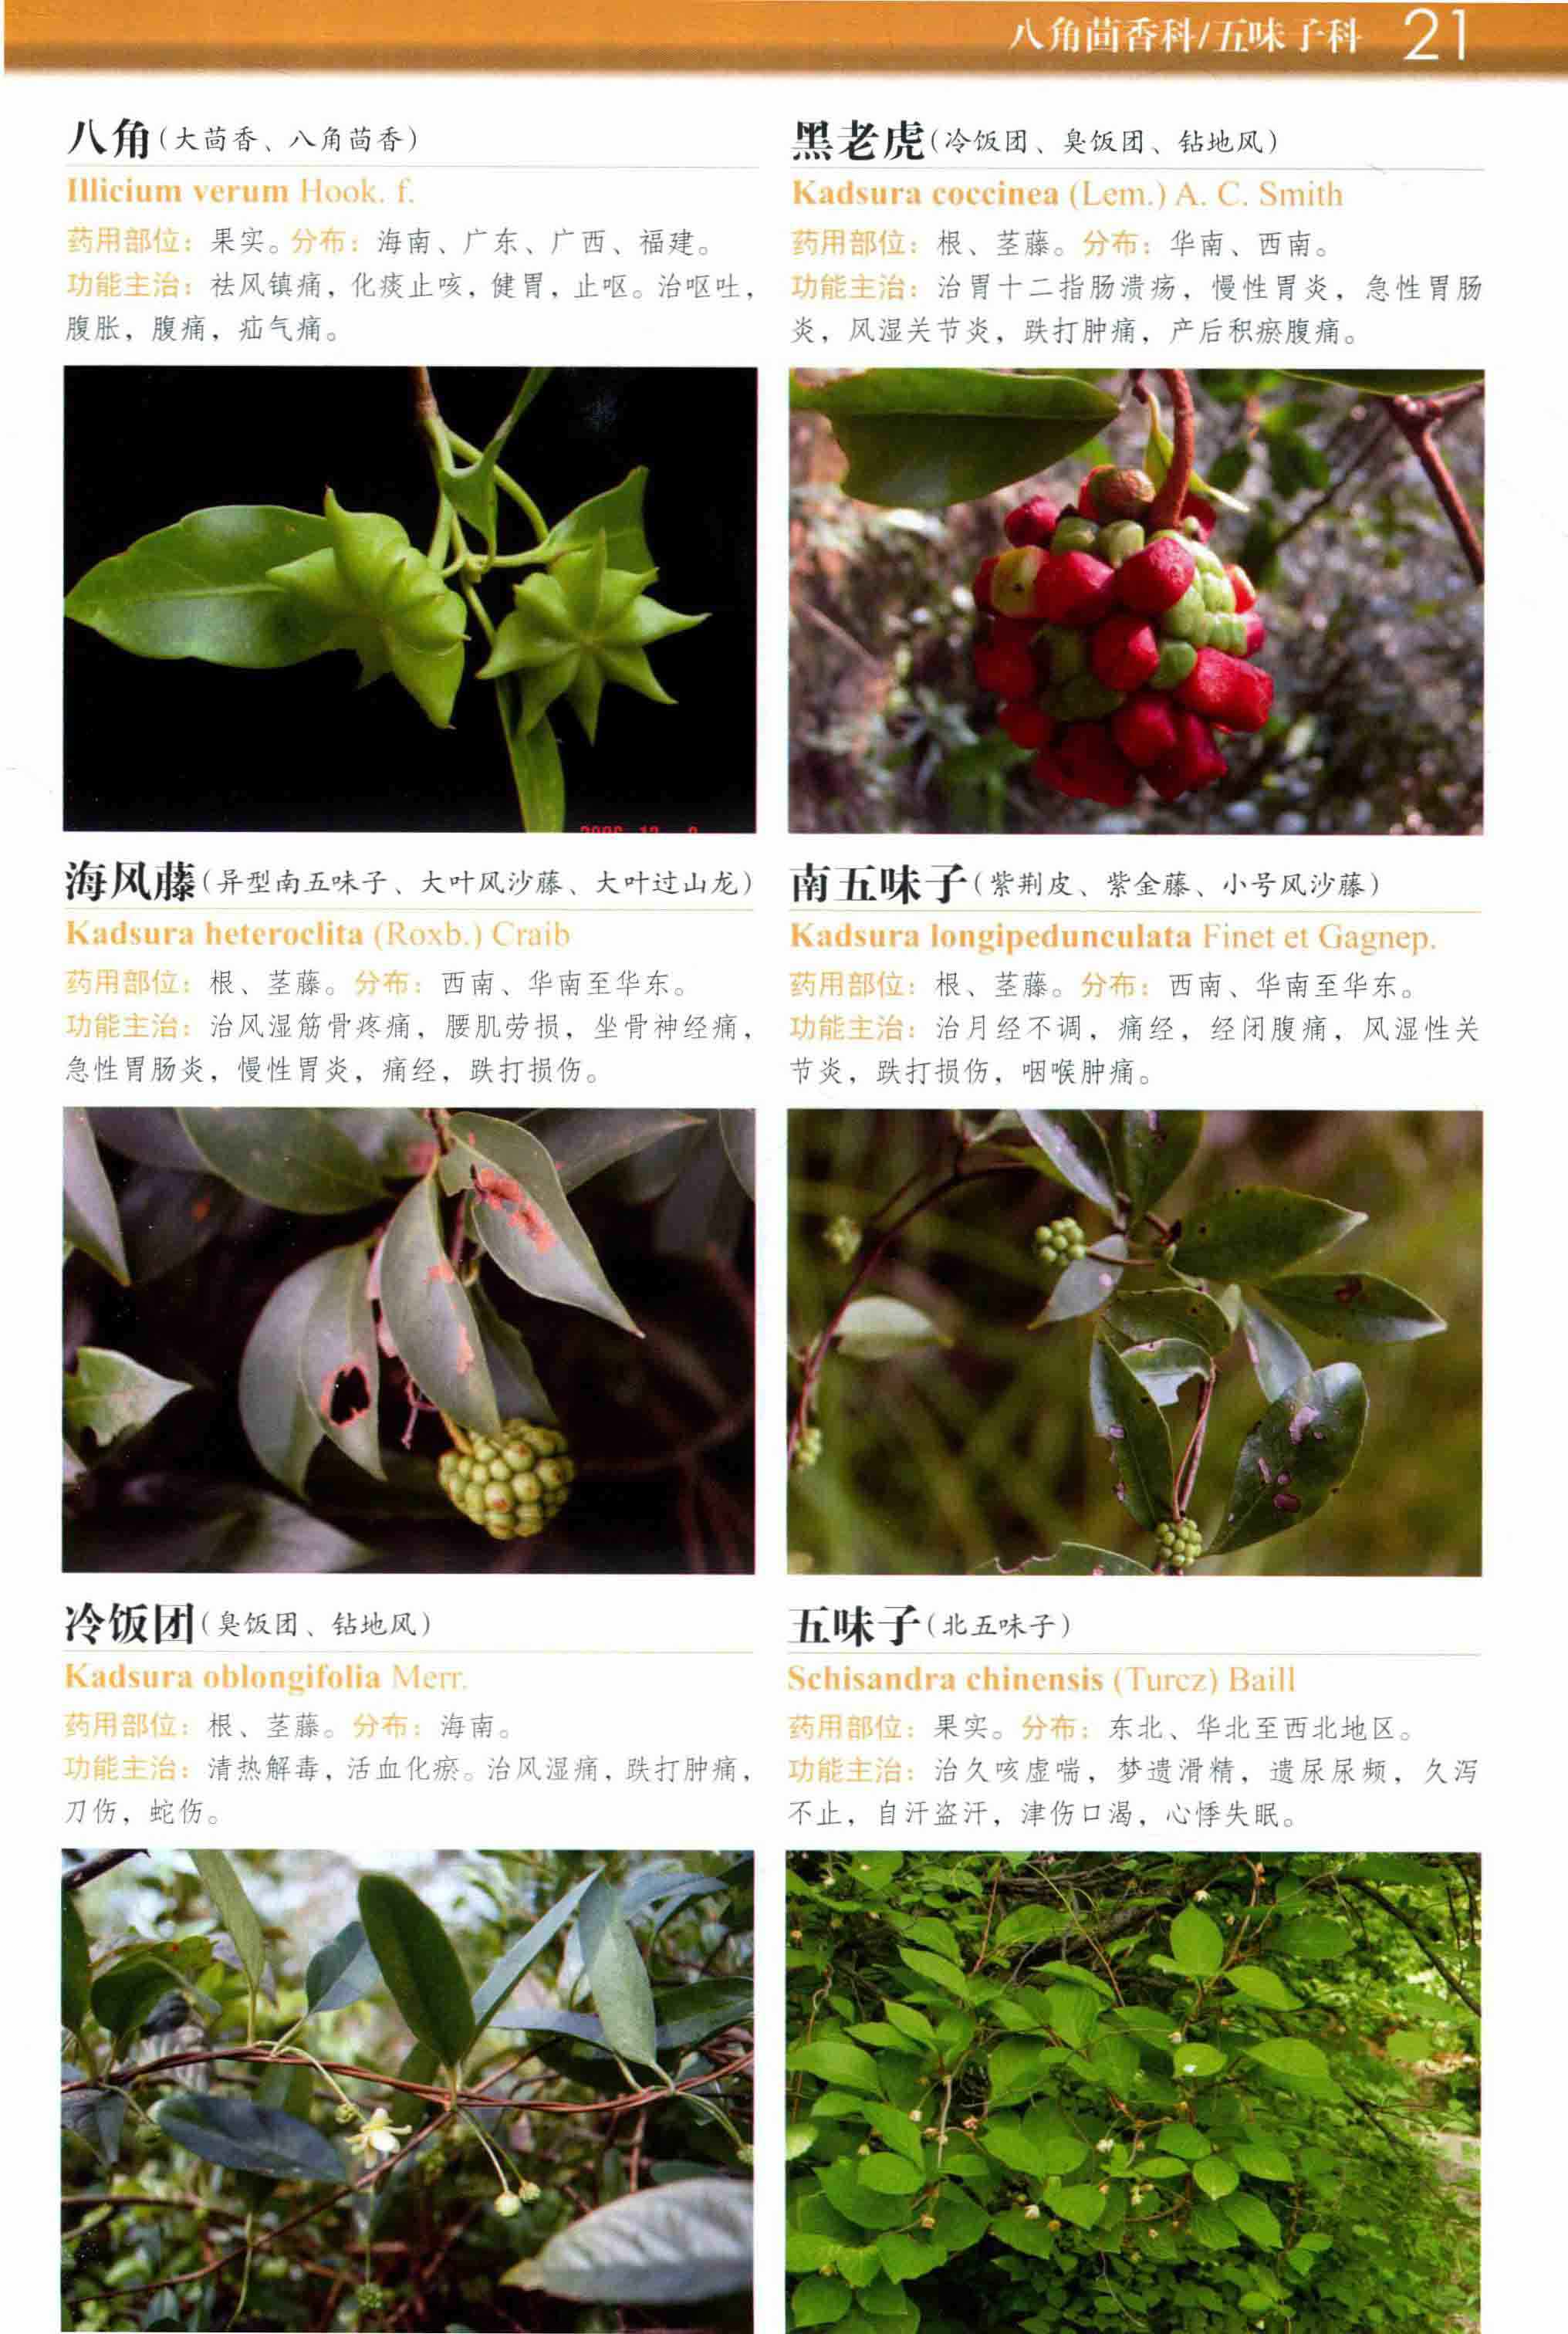 八角茴香科/五味子科 21
八角(大茴香、八角茴香)
Illicium verum Hook. f.
药用部位：果实。分布：海南、广东、广西、福建。
功能主治：祛风镇痛，化痰止咳，健胃，止呕。治呕吐，
腹胀，腹痛，疝气痛。
黑老虎(冷饭团、臭饭团、钻地风)
Kadsura coccinea (Lem.) A. C. Smith
药用部位：根、茎藤。分布：华南、西南。
功能主治：治胃十二指肠溃疡，慢性胃炎，急性胃肠
炎，风湿关节炎，跌打肿痛，产后积瘀腹痛。
海风藤(异型南五味子、大叶风沙藤、大叶过山龙)
Kadsura heteroclita (Roxb.) Craib
药用部位：根、茎藤。分布：西南、华南至华东。
功能主治：治风湿筋骨疼痛，腰肌劳损，坐骨神经痛，
急性胃肠炎，慢性胃炎，痛经，跌打损伤。
南五味子(紫荆皮、紫金藤、小号风沙藤)
Kadsura longipedunculata Finet et Gagnep.
药用部位：根、茎藤。分布：西南、华南至华东。
功能主治：治月经不调，痛经，经闭腹痛，风湿性关
节炎，跌打损伤，咽喉肿痛。
冷饭团(臭饭团、钻地风)
Kadsura oblongifolia Merr.
药用部位：根、茎藤。分布：海南。
功能主治：清热解毒，活血化瘀。治风湿痛，跌打肿痛，
刀伤，蛇伤。
五味子(北五味子)
Schisandra chinensis (Turcz) Baill
药用部位：果实。分布：东北、华北至西北地区。
功能主治：治久咳虚喘，梦遗滑精，遗尿尿频，久泻
不止，自汗盗汗，津伤口渴，心悸失眠。